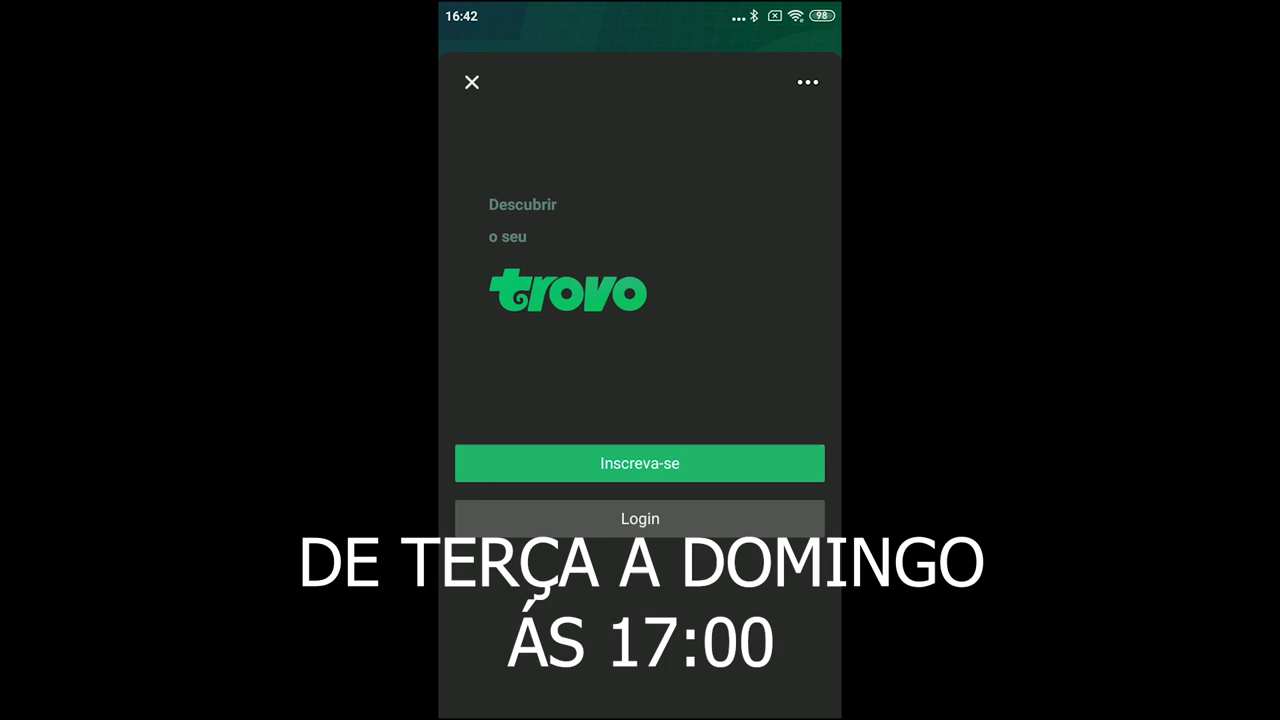 16:42
98
Descubrir
o seu
trovo
Inscreva-se
Login
DE TERÇA A DOMINGO
ÁS 17:00